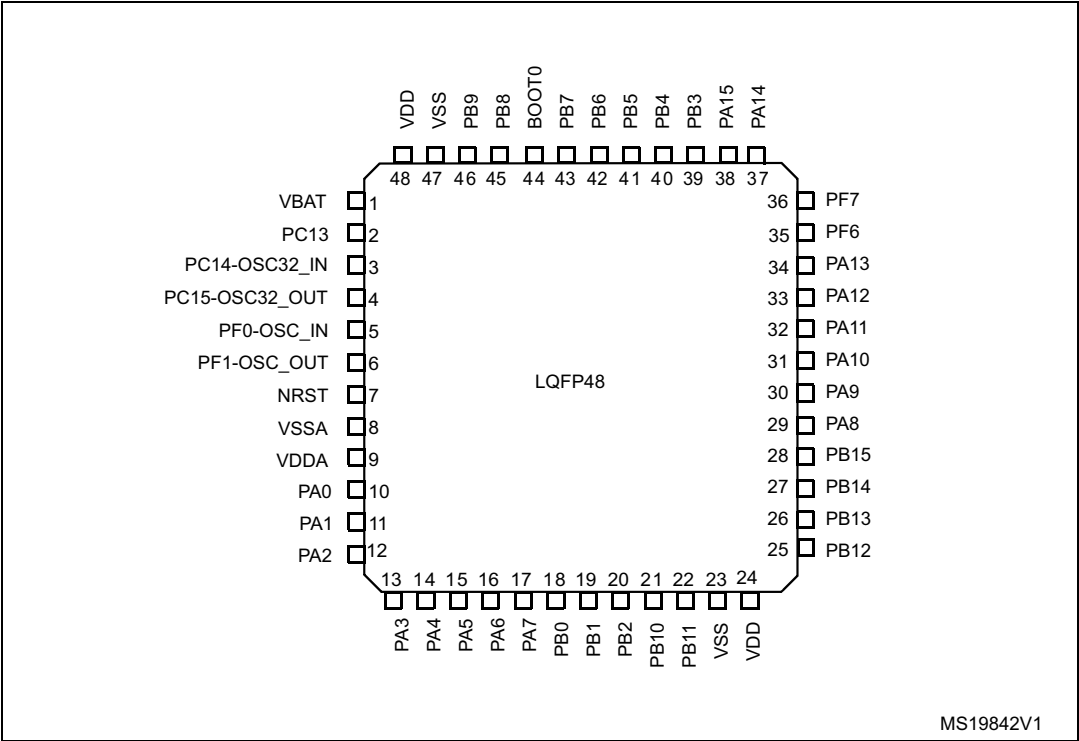 VDD
VSS
PB9
PB8
BOOT0
PB7
PB6
PB5
PB4
PB3
PA15
PA14
48 47 46 45 44 43 42 41 40 39 38 37
VBAT 1
PC13 2
PC14-OSC32_IN 3
PC15-OSC32_OUT 4
PF0-OSC_IN 5
PF1-OSC_OUT 6
NRST 7
VSSA 8
VDDA 9
PA0 10
PA1 11
PA2 12
LQFP48
36 PF7
35 PF6
34 PA13
33 PA12
32 PA11
31 PA10
30 PA9
29 PA8
28 PB15
27 PB14
26 PB13
25 PB12
13 14 15 16 17 18 19 20 21 22 23 24
PA3
PA4
PA5
PA6
PA7
PB0
PB1
PB2
PB10
PB11
VSS
VDD
MS19842V1